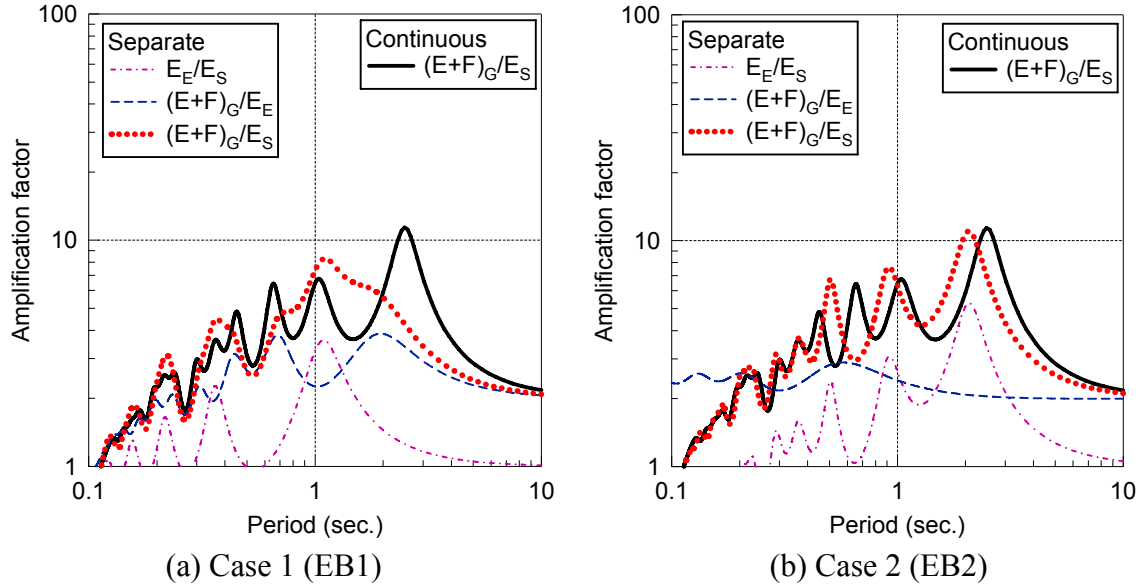 100
10
1
Amplification factor
Separate
E_E/E_S
(E+F)_G/E_E
(E+F)_G/E_S
Continuous
(E+F)_G/E_S
0.1
1
10
Period (sec.)
(a) Case 1 (EB1)
100
10
1
Amplification factor
Separate
E_E/E_S
(E+F)_G/E_E
(E+F)_G/E_S
Continuous
(E+F)_G/E_S
0.1
1
10
Period (sec.)
(b) Case 2 (EB2)